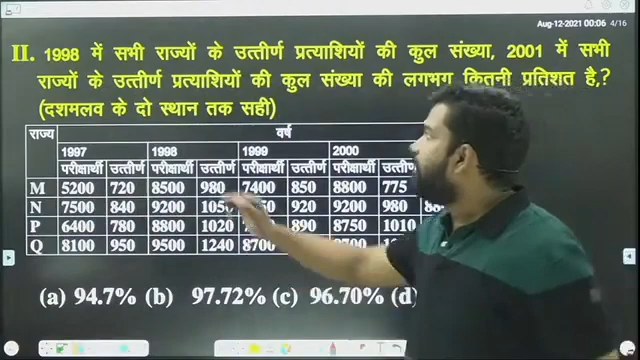 Aug-12-2021 00:06 4/16
II. 1998 में सभी राज्यों के उत्तीर्ण प्रत्याशियों की कुल संख्या, 2001 में सभी
राज्यों के उत्तीर्ण प्रत्याशियों की कुल संख्या की लगभग कितनी प्रतिशत है,?
(दशमलव के दो स्थान तक सही)
राज्य वर्ष
1997 1998 1999 2000
परीक्षार्थी उत्तीर्ण परीक्षार्थी उत्तीर्ण परीक्षार्थी उत्तीर्ण परीक्षार्थी उत्तीर्ण
M 5200 720 8500 980 7400 850 8800 775
N 7500 840 9200 1050 920 9200 980
P 6400 780 8800 1020 890 8750 1010
Q 8100 950 9500 1240 8700
(a) 94.7% (b) 97.72% (c) 96.70% (d)